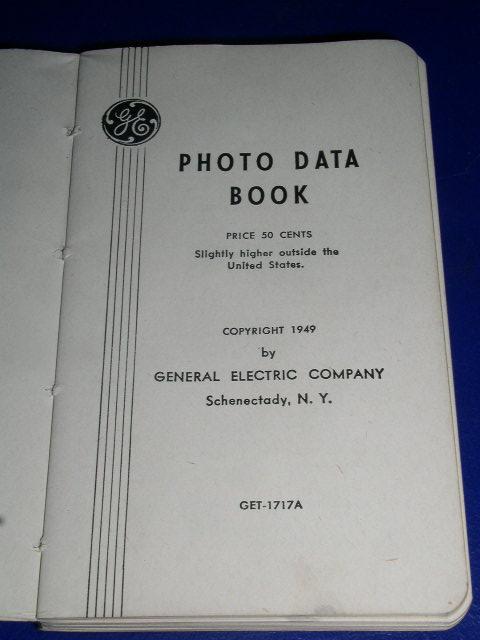 GE
PHOTO DATA
BOOK
PRICE 50 CENTS
Slightly higher outside the
United States.
COPYRIGHT 1949
by
GENERAL ELECTRIC COMPANY
Schenectady, N. Y.
GET-1717A